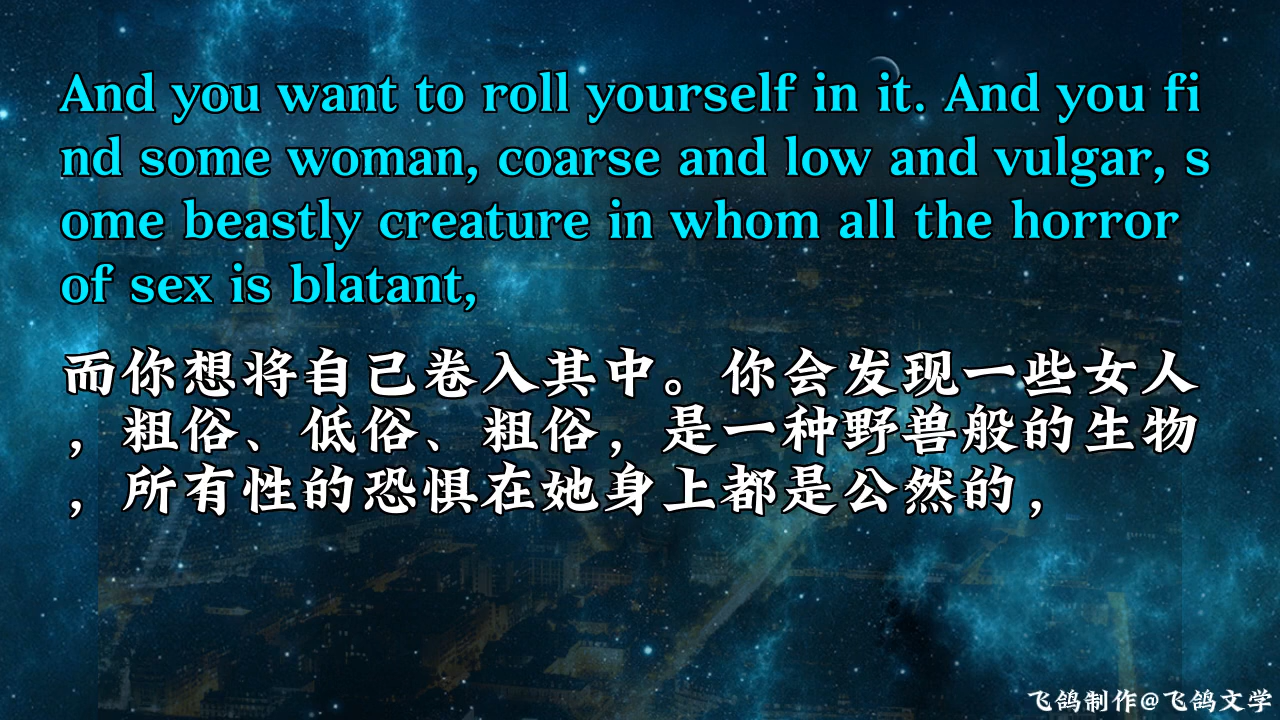 And you want to roll yourself in it. And you fi
nd some woman, coarse and low and vulgar, s
ome beastly creature in whom all the horror
of sex is blatant,
而你想将自己卷入其中。你会发现一些女人
，粗俗、低俗、粗俗，是一种野兽般的生物
，所有性的恐惧在她身上都是公然的，
飞鸽制作@飞鸽文学